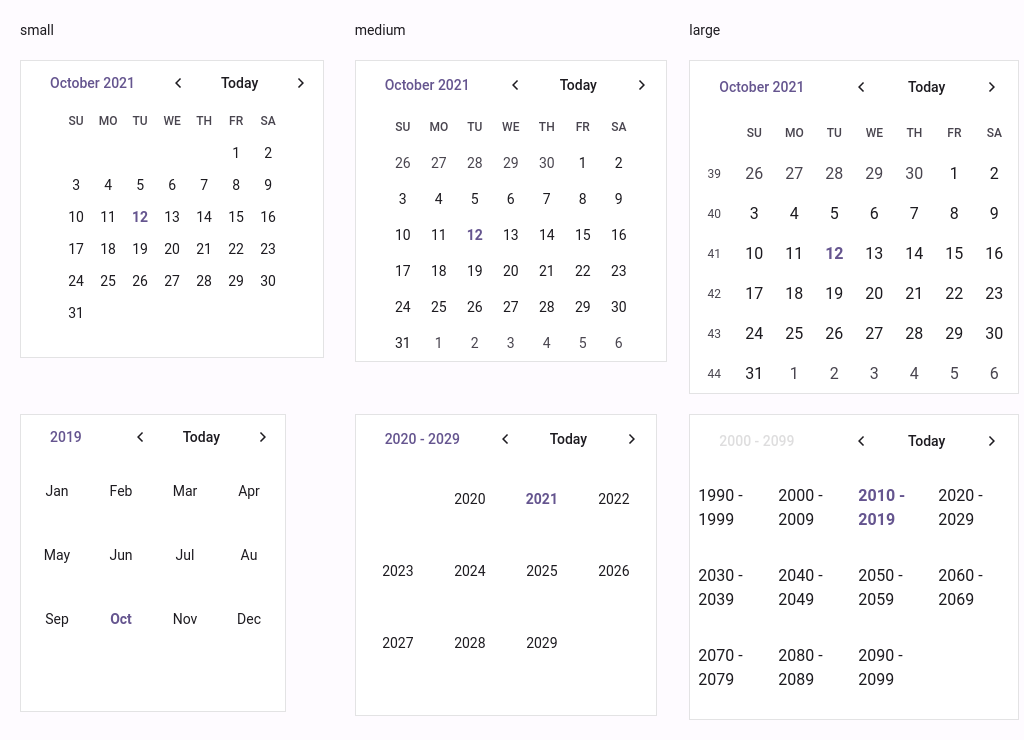 small
October 2021 Today
SU MO TU WE TH FR SA
1 2
3 4 5 6 7 8 9
10 11 12 13 14 15 16
17 18 19 20 21 22 23
24 25 26 27 28 29 30
31
medium
October 2021 Today
SU MO TU WE TH FR SA
26 27 28 29 30 1 2
3 4 5 6 7 8 9
10 11 12 13 14 15 16
17 18 19 20 21 22 23
24 25 26 27 28 29 30
31 1 2 3 4 5 6
large
October 2021 Today
SU MO TU WE TH FR SA
39 26 27 28 29 30 1 2
40 3 4 5 6 7 8 9
41 10 11 12 13 14 15 16
42 17 18 19 20 21 22 23
43 24 25 26 27 28 29 30
44 31 1 2 3 4 5 6
2019 Today
Jan Feb Mar Apr
May Jun Jul Au
Sep Oct Nov Dec
2020 - 2029 Today
2020 2021 2022
2023 2024 2025 2026
2027 2028 2029
2000 - 2099 Today
1990 - 2000 - 2010 - 2020 -
1999 2009 2019 2029
2030 - 2040 - 2050 - 2060 -
2039 2049 2059 2069
2070 - 2080 - 2090 -
2079 2089 2099